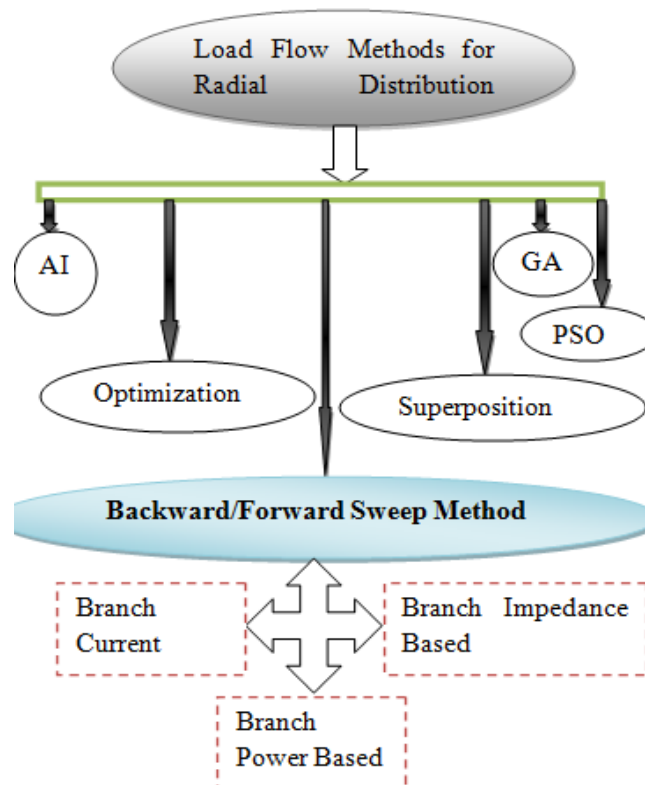 Load Flow Methods for
Radial Distribution
AI
GA
PSO
Optimization
Superposition
Backward/Forward Sweep Method
Branch
Current
Branch Impedance
Based
Branch
Power Based